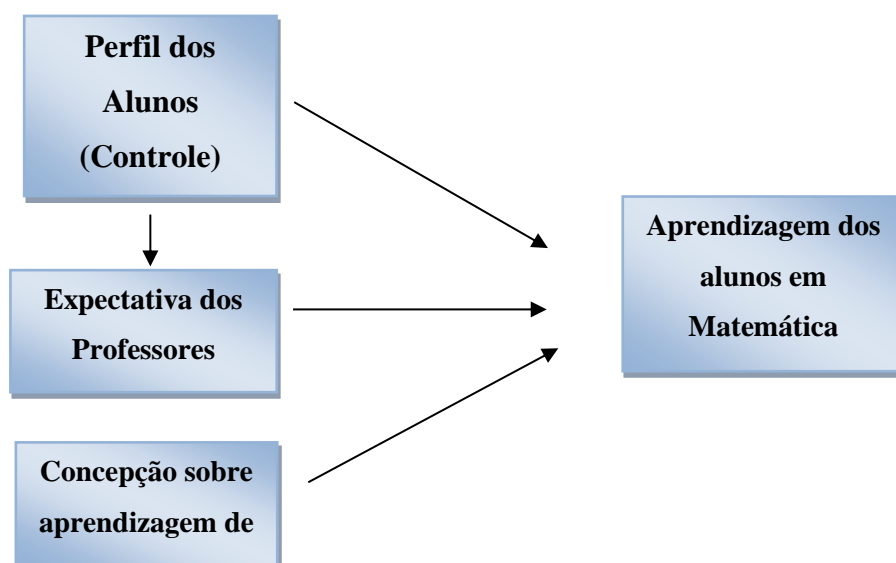 Perfil dos
Alunos
(Controle)
Expectativa dos
Professores
Concepção sobre
aprendizagem de
Aprendizagem dos
alunos em
Matemática